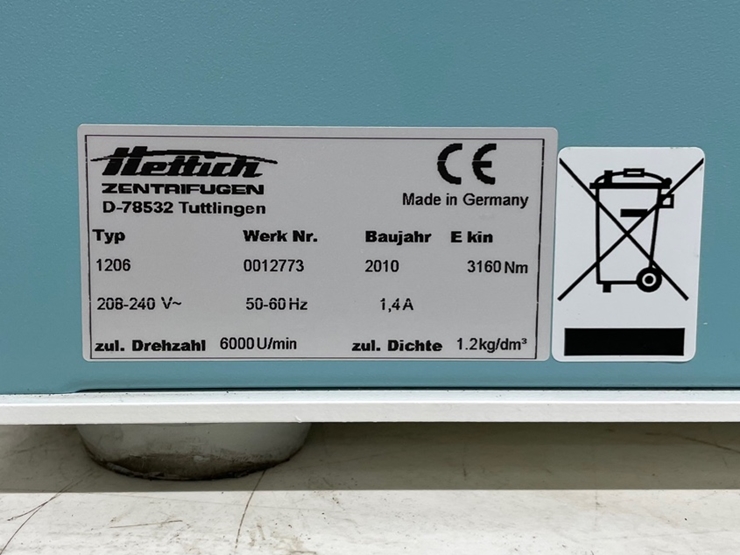 Hettich
ZENTRIFUGEN
D-78532 Tuttlingen
CE
Made in Germany
Typ Werk Nr. Baujahr E kin
1206 0012773 2010 3160 Nm
208-240 V~ 50-60 Hz 1,4 A
zul. Drehzahl 6000 U/min zul. Dichte 1.2kg/dm³